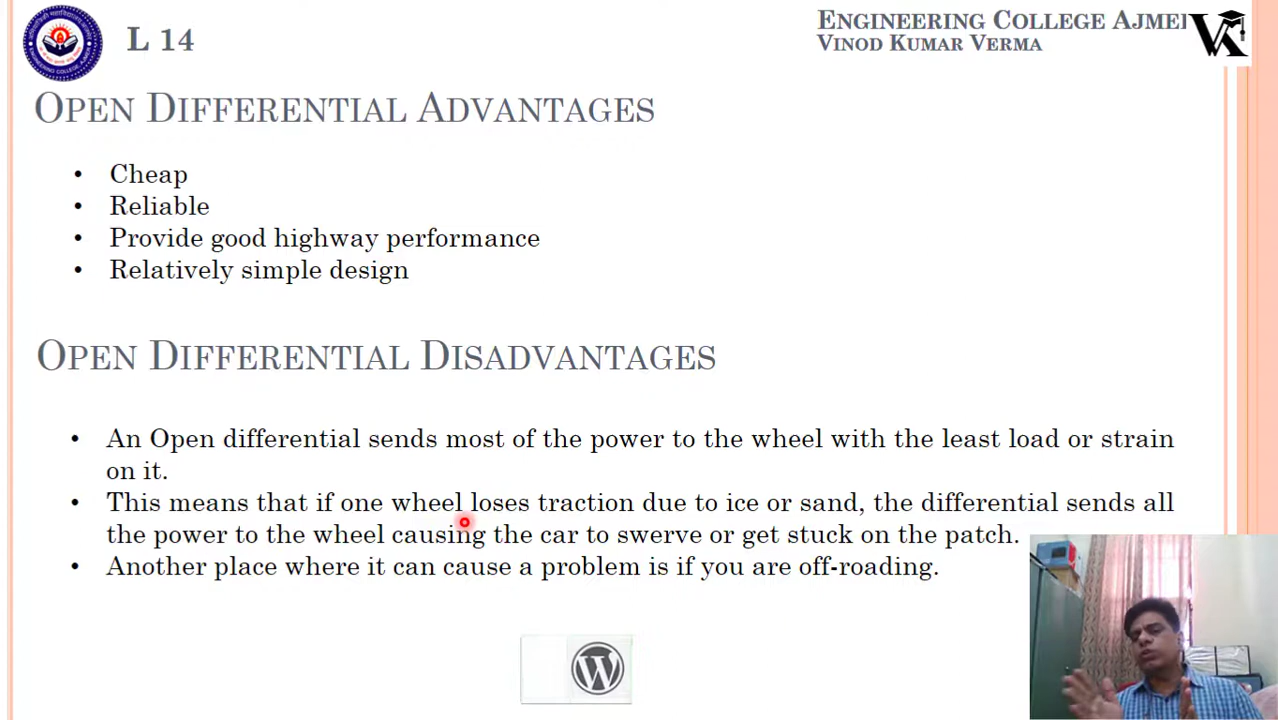 L 14
ENGINEERING COLLEGE AJME
VINOD KUMAR VERMA
OPEN DIFFERENTIAL ADVANTAGES
• Cheap
• Reliable
• Provide good highway performance
• Relatively simple design
OPEN DIFFERENTIAL DISADVANTAGES
• An Open differential sends most of the power to the wheel with the least load or strain
on it.
• This means that if one wheel loses traction due to ice or sand, the differential sends all
the power to the wheel causing the car to swerve or get stuck on the patch.
• Another place where it can cause a problem is if you are off-roading.